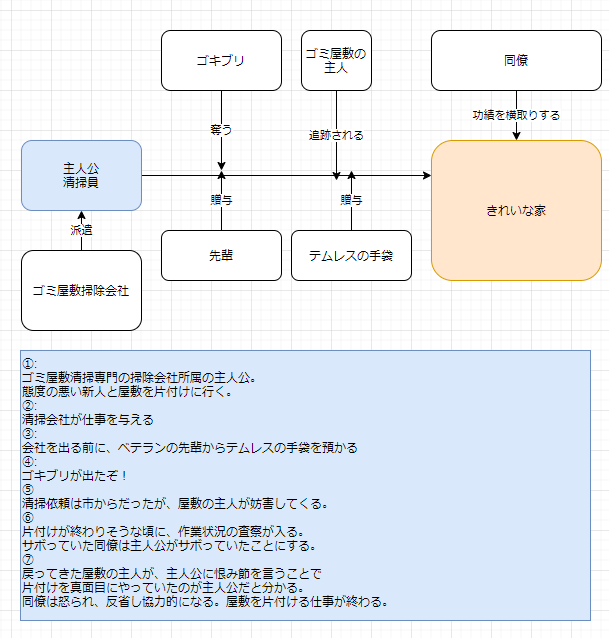 ゴキブリ
ゴミ屋敷の
主人
同僚
奪う
追跡される
功績を横取りする
主人公
清掃員
きれいな家
派遣
贈与
贈与
ゴミ屋敷掃除会社
先輩
テムレスの手袋
①:
ゴミ屋敷清掃専門の掃除会社所属の主人公。
態度の悪い新人と屋敷を片付けに行く。
②:
清掃会社が仕事を与える
③:
会社を出る前に、ベテランの先輩からテムレスの手袋を預かる
④:
ゴキブリが出たぞ！
⑤
清掃依頼は市からだったが、屋敷の主人が妨害してくる。
⑥
片付けが終わりそうな頃に、作業状況の査察が入る。
サボっていた同僚は主人公がサボっていたことにする。
⑦
戻ってきた屋敷の主人が、主人公に恨み節を言うことで
片付けを真面目にやっていたのが主人公だと分かる。
同僚は怒られ、反省し協力的になる。屋敷を片付ける仕事が終わる。